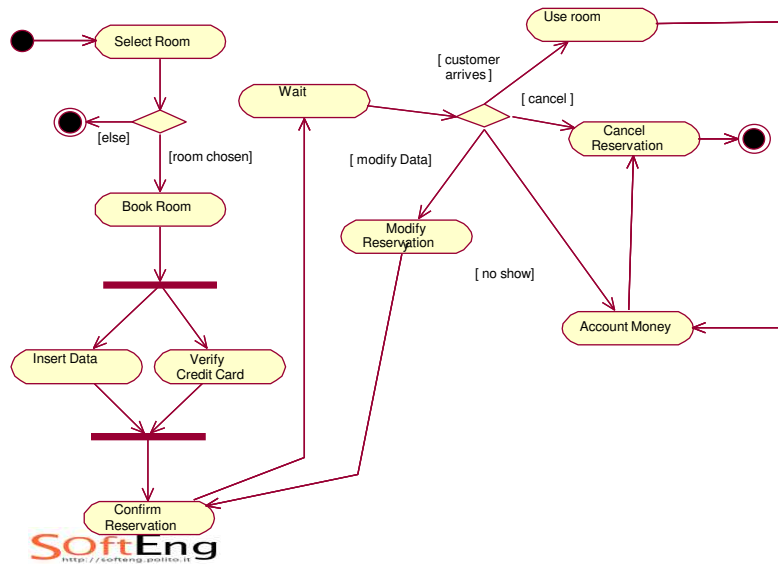 Select Room
[else]
[room chosen]
Book Room
Insert Data
Verify
Credit Card
Confirm
Reservation
Wait
[ customer
arrives ]
Use room
[ cancel ]
Cancel
Reservation
[ modify Data]
Modify
Reservation
[ no show]
Account Money
SOftEng
http://softeng.polito.it